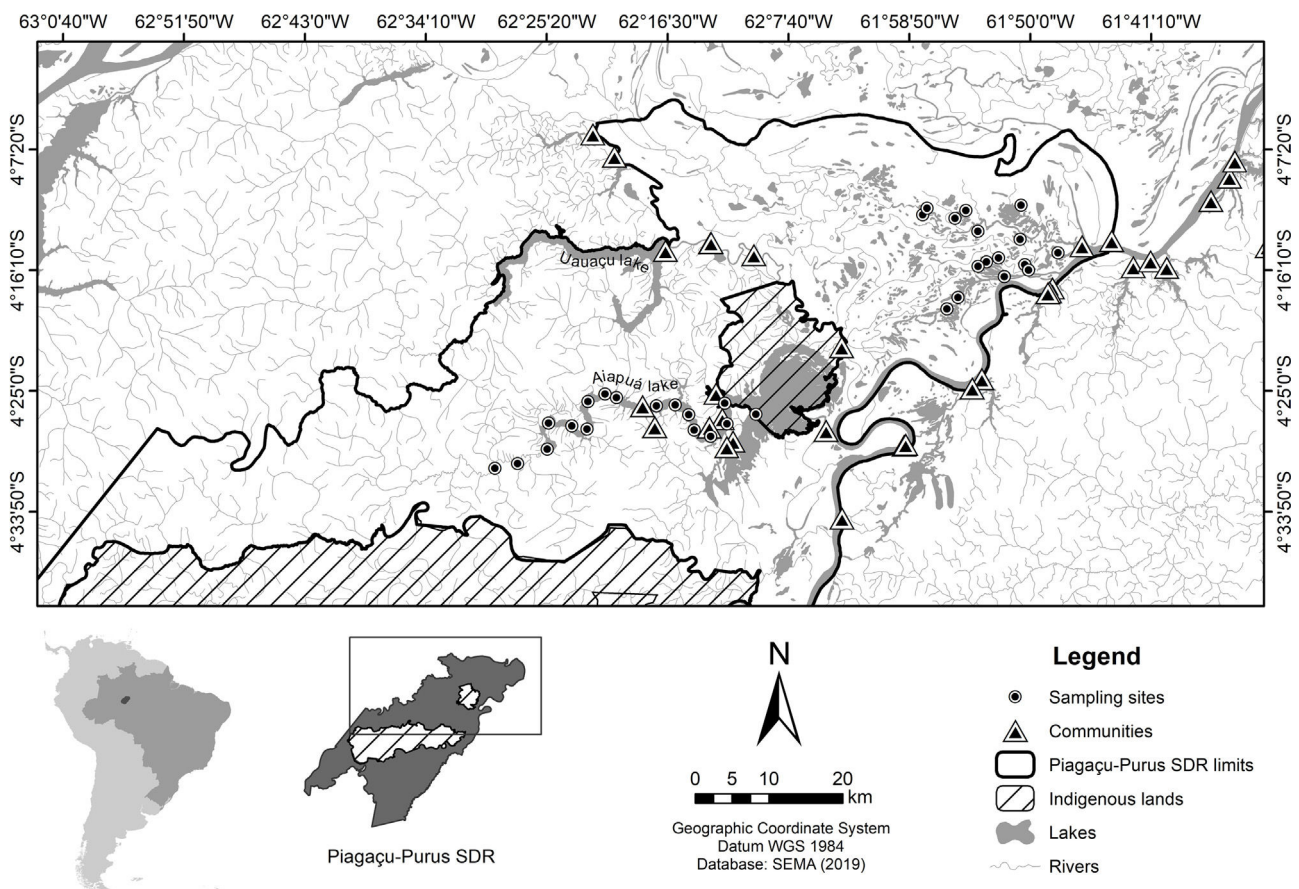 63°0'40"W 62°51'50"W 62°43'0"W 62°34'10"W 62°25'20"W 62°16'30"W 62°7'40"W 61°58'50"W 61°50'0"W 61°41'10"W
4°7'20"S
4°16'10"S
4°25'0"S
4°33'50"S
4°7'20"S
4°16'10"S
4°25'0"S
4°33'50"S
Uauaçu lake
Aiapuá lake
Piagaçu-Purus SDR
N
0 5 10 20
km
Geographic Coordinate System
Datum WGS 1984
Database: SEMA (2019)
Legend
Sampling sites
Communities
Piagaçu-Purus SDR limits
Indigenous lands
Lakes
Rivers